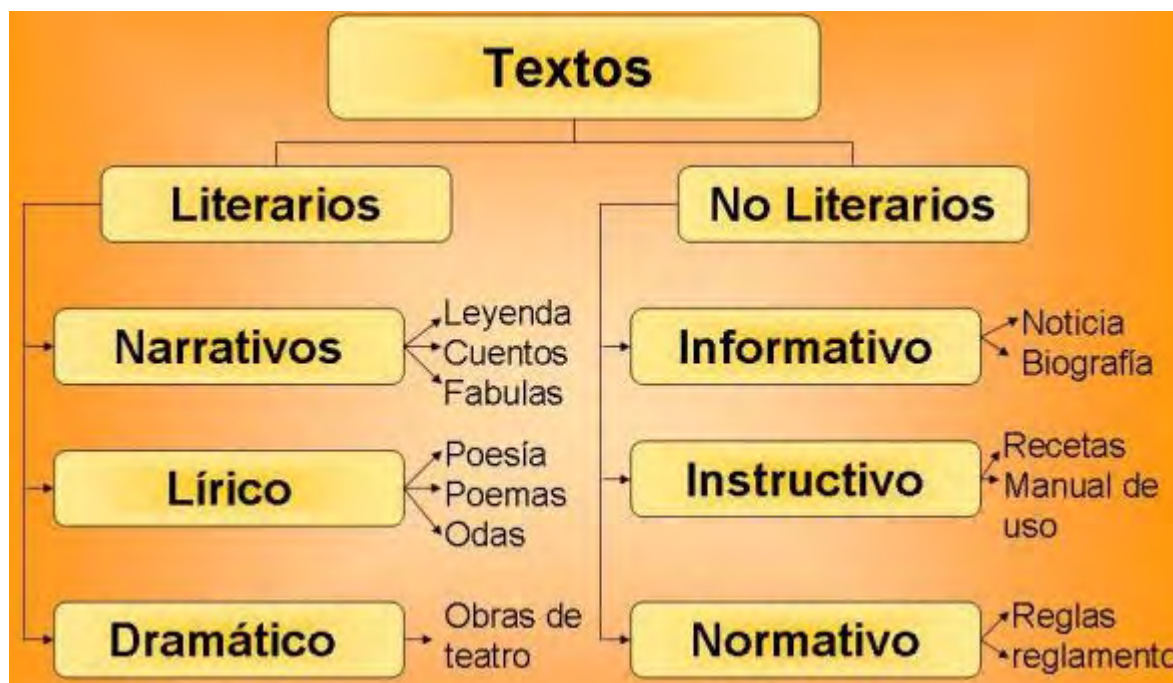 Textos
Literarios
No Literarios
Narrativos
Leyenda
Cuentos
Fabulas
Lírico
Poesía
Poemas
Odas
Dramático
Obras de
teatro
Informativo
Noticia
Biografía
Instructivo
Recetas
Manual de
uso
Normativo
Reglas
reglamento